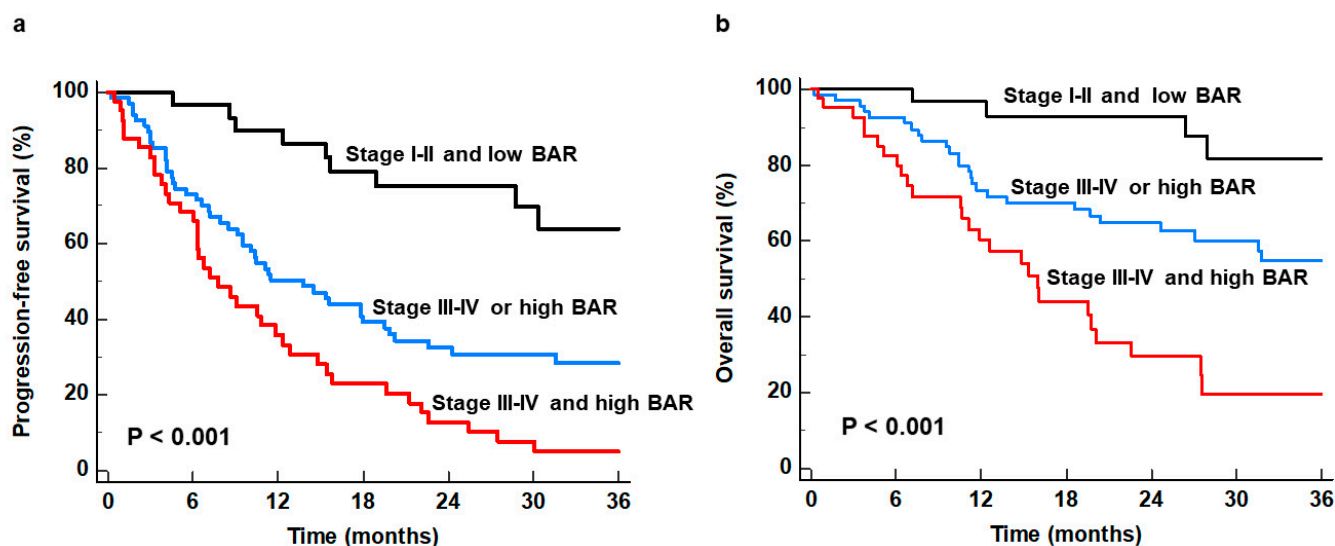 a
Progression-free survival (%)
100
80
60
40
20
0
Stage I-II and low BAR
Stage III-IV or high BAR
Stage III-IV and high BAR
P < 0.001
0 6 12 18 24 30 36
Time (months)
b
Overall survival (%)
100
80
60
40
20
0
Stage I-II and low BAR
Stage III-IV or high BAR
Stage III-IV and high BAR
P < 0.001
0 6 12 18 24 30 36
Time (months)